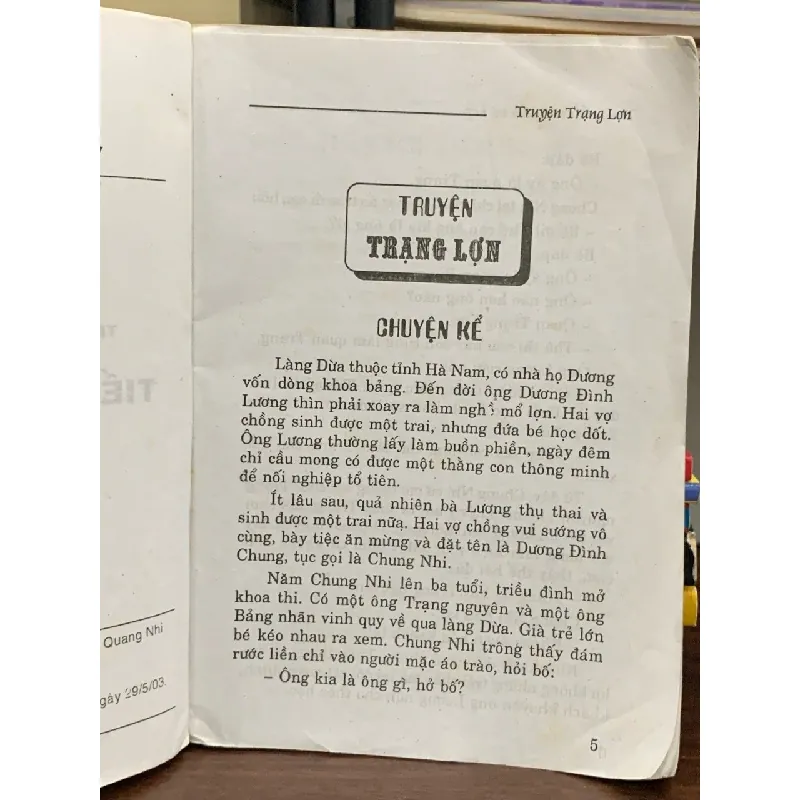 Quang Nhi
gày 29/5/03.
Truyện Trạng Lợn
TRUYỆN
TRẠNG LỢN
CHUYỆN KỂ
Làng Dừa thuộc tỉnh Hà Nam, có nhà họ Dương
vốn dòng khoa bảng. Đến đời ông Dương Đình
Lương thìn phải xoay ra làm nghề mổ lợn. Hai vợ
chồng sinh được một trai, nhưng đứa bé học dốt.
Ông Lương thường lấy làm buồn phiền, ngày đêm
chỉ cầu mong có được một thằng con thông minh
để nối nghiệp tổ tiên.
Ít lâu sau, quả nhiên bà Lương thụ thai và
sinh được một trai nữa. Hai vợ chồng vui sướng vô
cùng, bày tiệc ăn mừng và đặt tên là Dương Đình
Chung, tục gọi là Chung Nhi.
Năm Chung Nhi lên ba tuổi, triều đình mở
khoa thi. Có một ông Trạng nguyên và một ông
Bảng nhãn vinh quy về qua làng Dừa. Già trẻ lớn
bé kéo nhau ra xem. Chung Nhi trông thấy đám
rước liền chỉ vào người mặc áo trào, hỏi bố:
– Ông kia là ông gì, hở bố?
5